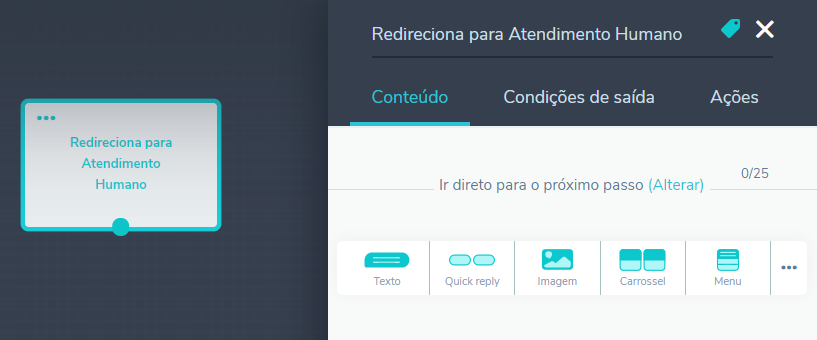 Redireciona para
Atendimento
Humano
Redireciona para Atendimento Humano
Conteúdo Condições de saída Ações
0/25
Ir direto para o próximo passo (Alterar)
Texto Quick reply Imagem Carrossel Menu